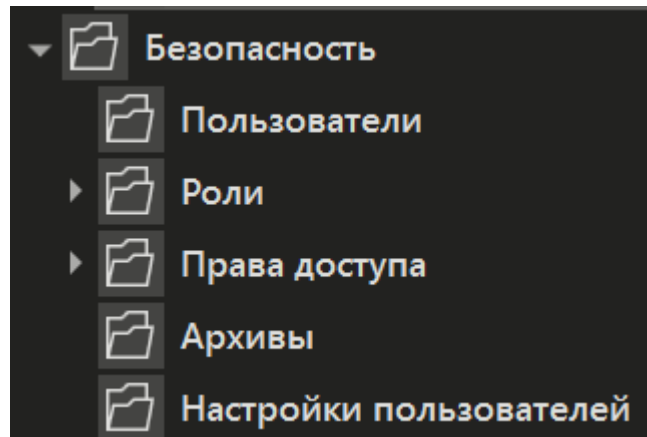 Безопасность
Пользователи
Роли
Права доступа
Архивы
Настройки пользователей